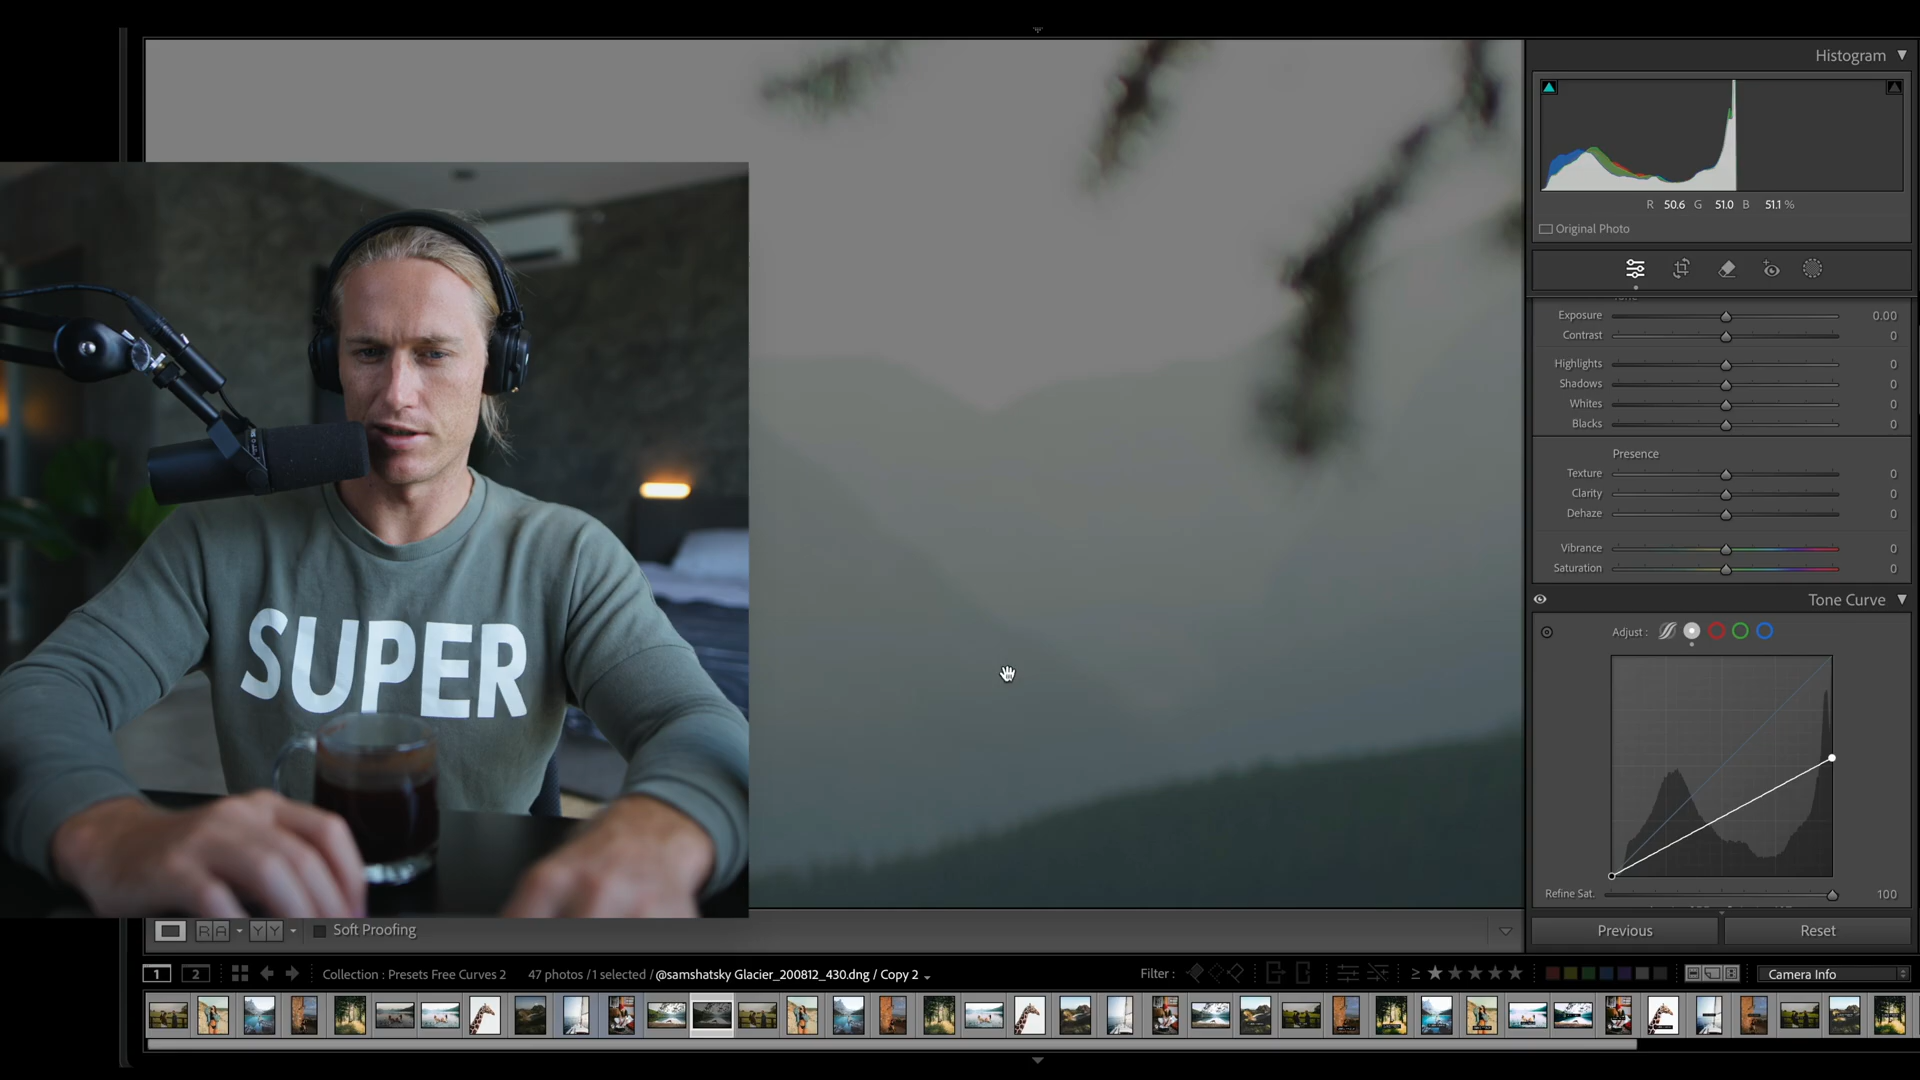 Histogram
R 50.6 G 51.0 B 51.1 %
Original Photo
Exposure 0.00
Contrast 0
Highlights 0
Shadows 0
Whites 0
Blacks 0
Presence
Texture 0
Clarity 0
Dehaze 0
Vibrance 0
Saturation 0
Tone Curve
Adjust :
Refine Sat. 100
SUPER
Previous Reset
R A Y Y Soft Proofing
1 2 Collection : Presets Free Curves 2 47 photos / 1 selected / @samshatsky Glacier_200812_430.dng / Copy 2 Filter : ≥ ★★★★★ Camera Info